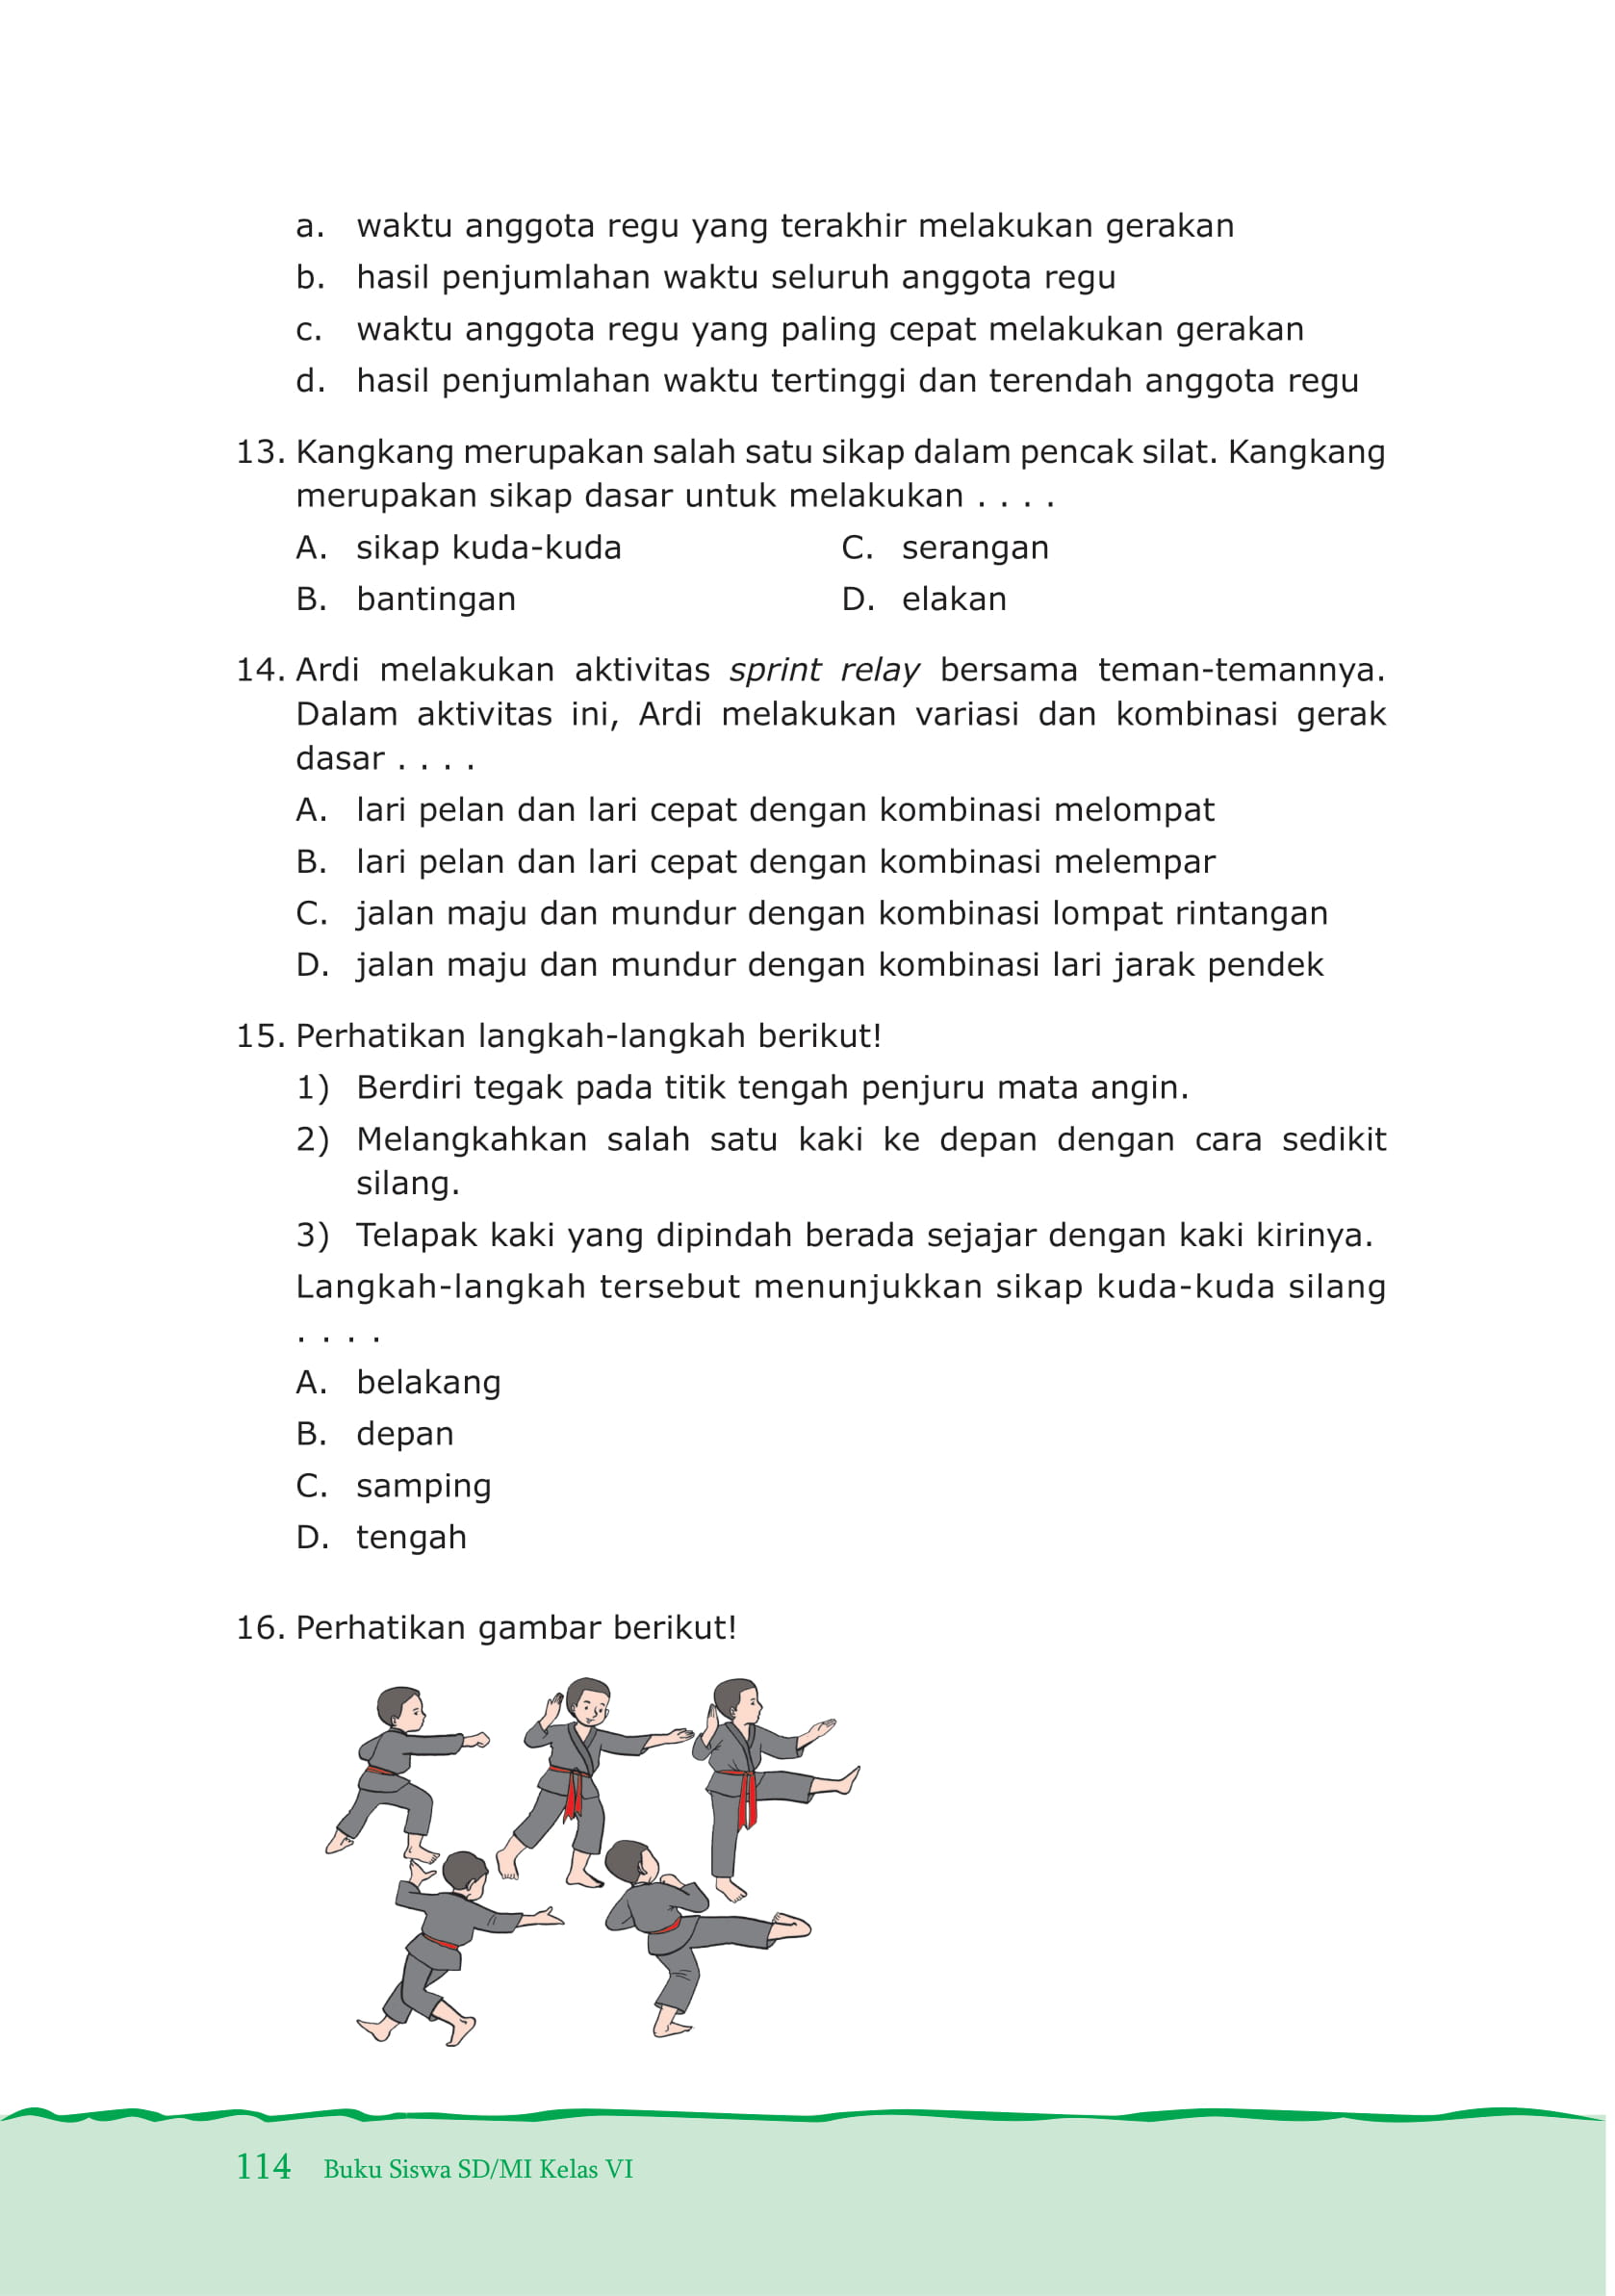 a. waktu anggota regu yang terakhir melakukan gerakan
b. hasil penjumlahan waktu seluruh anggota regu
c. waktu anggota regu yang paling cepat melakukan gerakan
d. hasil penjumlahan waktu tertinggi dan terendah anggota regu
13. Kangkang merupakan salah satu sikap dalam pencak silat. Kangkang
merupakan sikap dasar untuk melakukan . . . .
A. sikap kuda-kuda C. serangan
B. bantingan D. elakan
14. Ardi melakukan aktivitas sprint relay bersama teman-temannya.
Dalam aktivitas ini, Ardi melakukan variasi dan kombinasi gerak
dasar . . . .
A. lari pelan dan lari cepat dengan kombinasi melompat
B. lari pelan dan lari cepat dengan kombinasi melempar
C. jalan maju dan mundur dengan kombinasi lompat rintangan
D. jalan maju dan mundur dengan kombinasi lari jarak pendek
15. Perhatikan langkah-langkah berikut!
1) Berdiri tegak pada titik tengah penjuru mata angin.
2) Melangkahkan salah satu kaki ke depan dengan cara sedikit
silang.
3) Telapak kaki yang dipindah berada sejajar dengan kaki kirinya.
Langkah-langkah tersebut menunjukkan sikap kuda-kuda silang
. . . .
A. belakang
B. depan
C. samping
D. tengah
16. Perhatikan gambar berikut!
114 Buku Siswa SD/MI Kelas VI